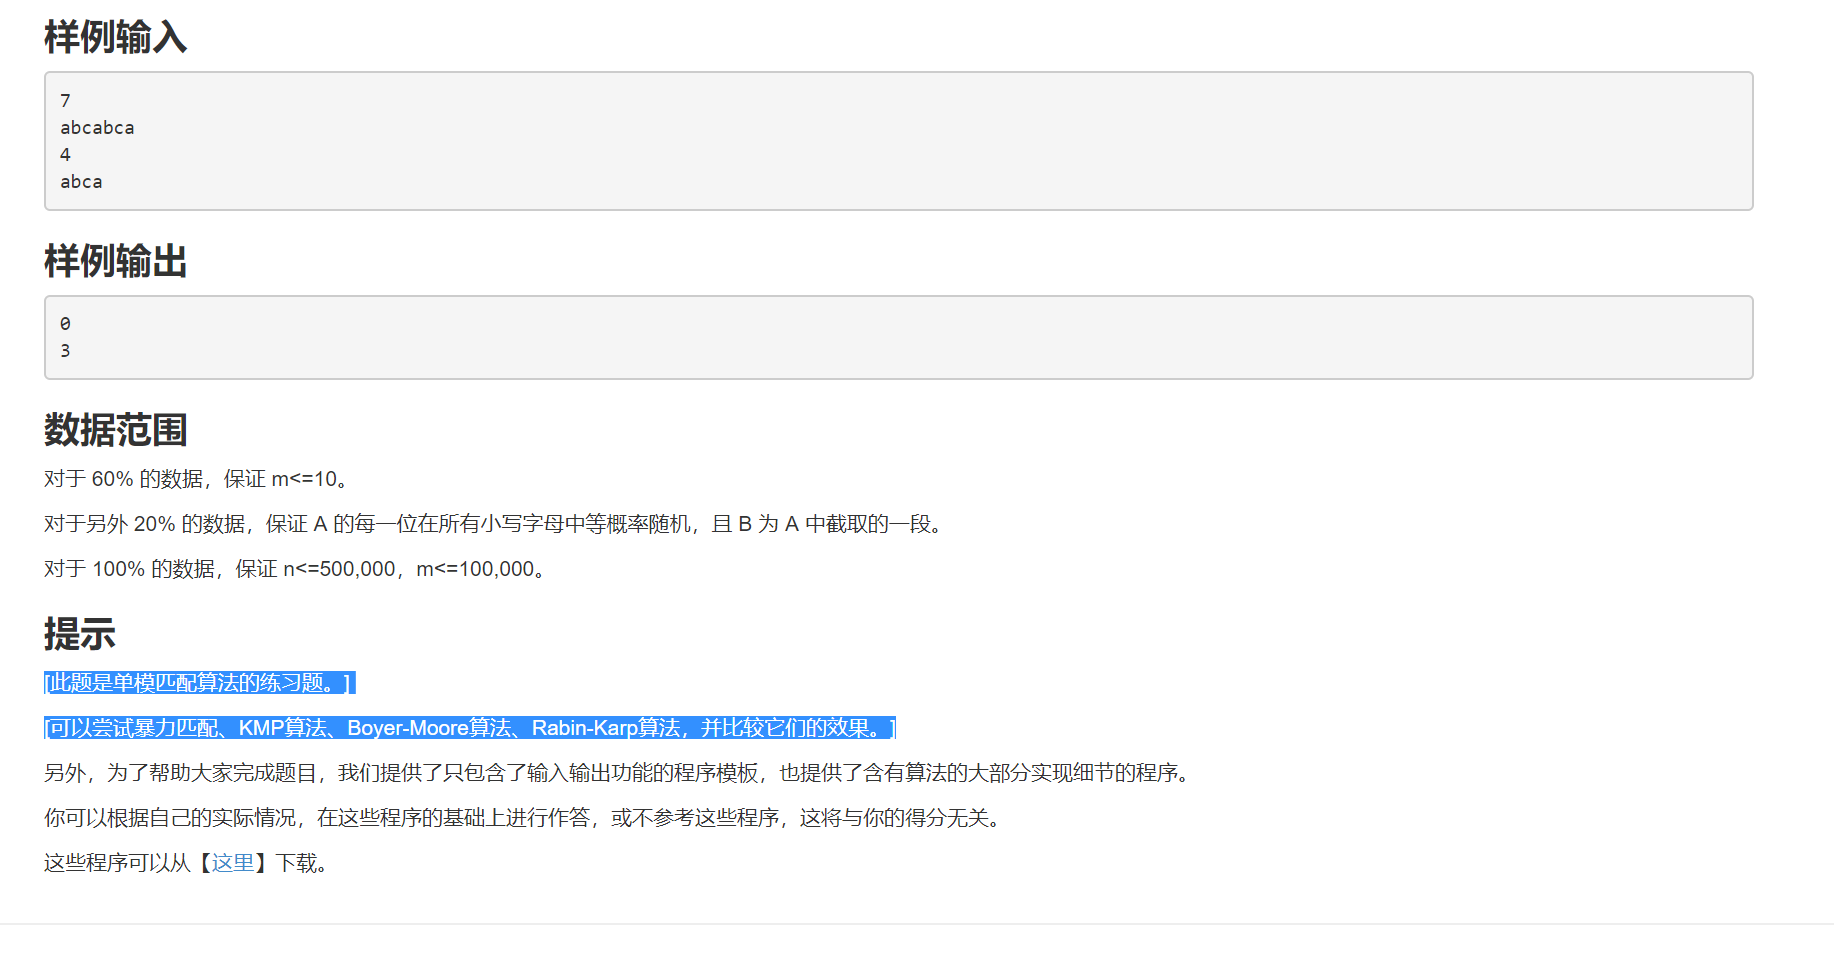 样例输入
7
abcabca
4
abca
样例输出
0
3
数据范围
对于 60% 的数据，保证 m<=10。
对于另外 20% 的数据，保证 A 的每一位在所有小写字母中等概率随机，且 B 为 A 中截取的一段。
对于 100% 的数据，保证 n<=500,000，m<=100,000。
提示
[此题是单模匹配算法的练习题。]
[可以尝试暴力匹配、KMP算法、Boyer-Moore算法、Rabin-Karp算法，并比较它们的效果。]
另外，为了帮助大家完成题目，我们提供了只包含了输入输出功能的程序模板，也提供了含有算法的大部分实现细节的程序。
你可以根据自己的实际情况，在这些程序的基础上进行作答，或不参考这些程序，这将与你的得分无关。
这些程序可以从【这里】下载。